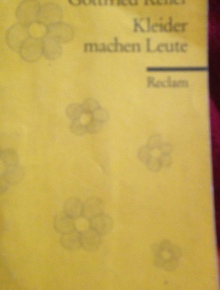 Gottfried Keller
Kleider
machen Leute
Reclam